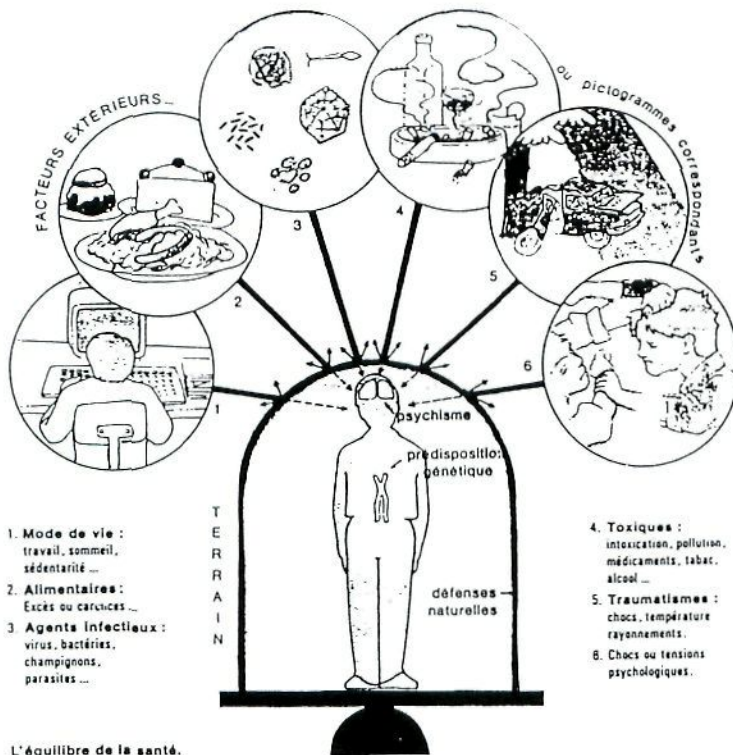 FACTEURS EXTÉRIEURS...
ou pictogrammes correspondants
1
2
3
4
5
6
psychisme
prédispositio:
génétique
TERRAIN
défenses
naturelles
1. Mode de vie :
travail, sommeil,
sédentarité ...
2. Alimentaires :
Excès ou carences ...
3. Agents infectieux :
virus, bactéries,
champignons,
parasites ...
4. Toxiques :
intoxication, pollution,
médicaments, tabac,
alcool ...
5. Traumatismes :
chocs, température
rayonnements.
6. Chocs ou tensions
psychologiques.
L'équilibre de la santé.